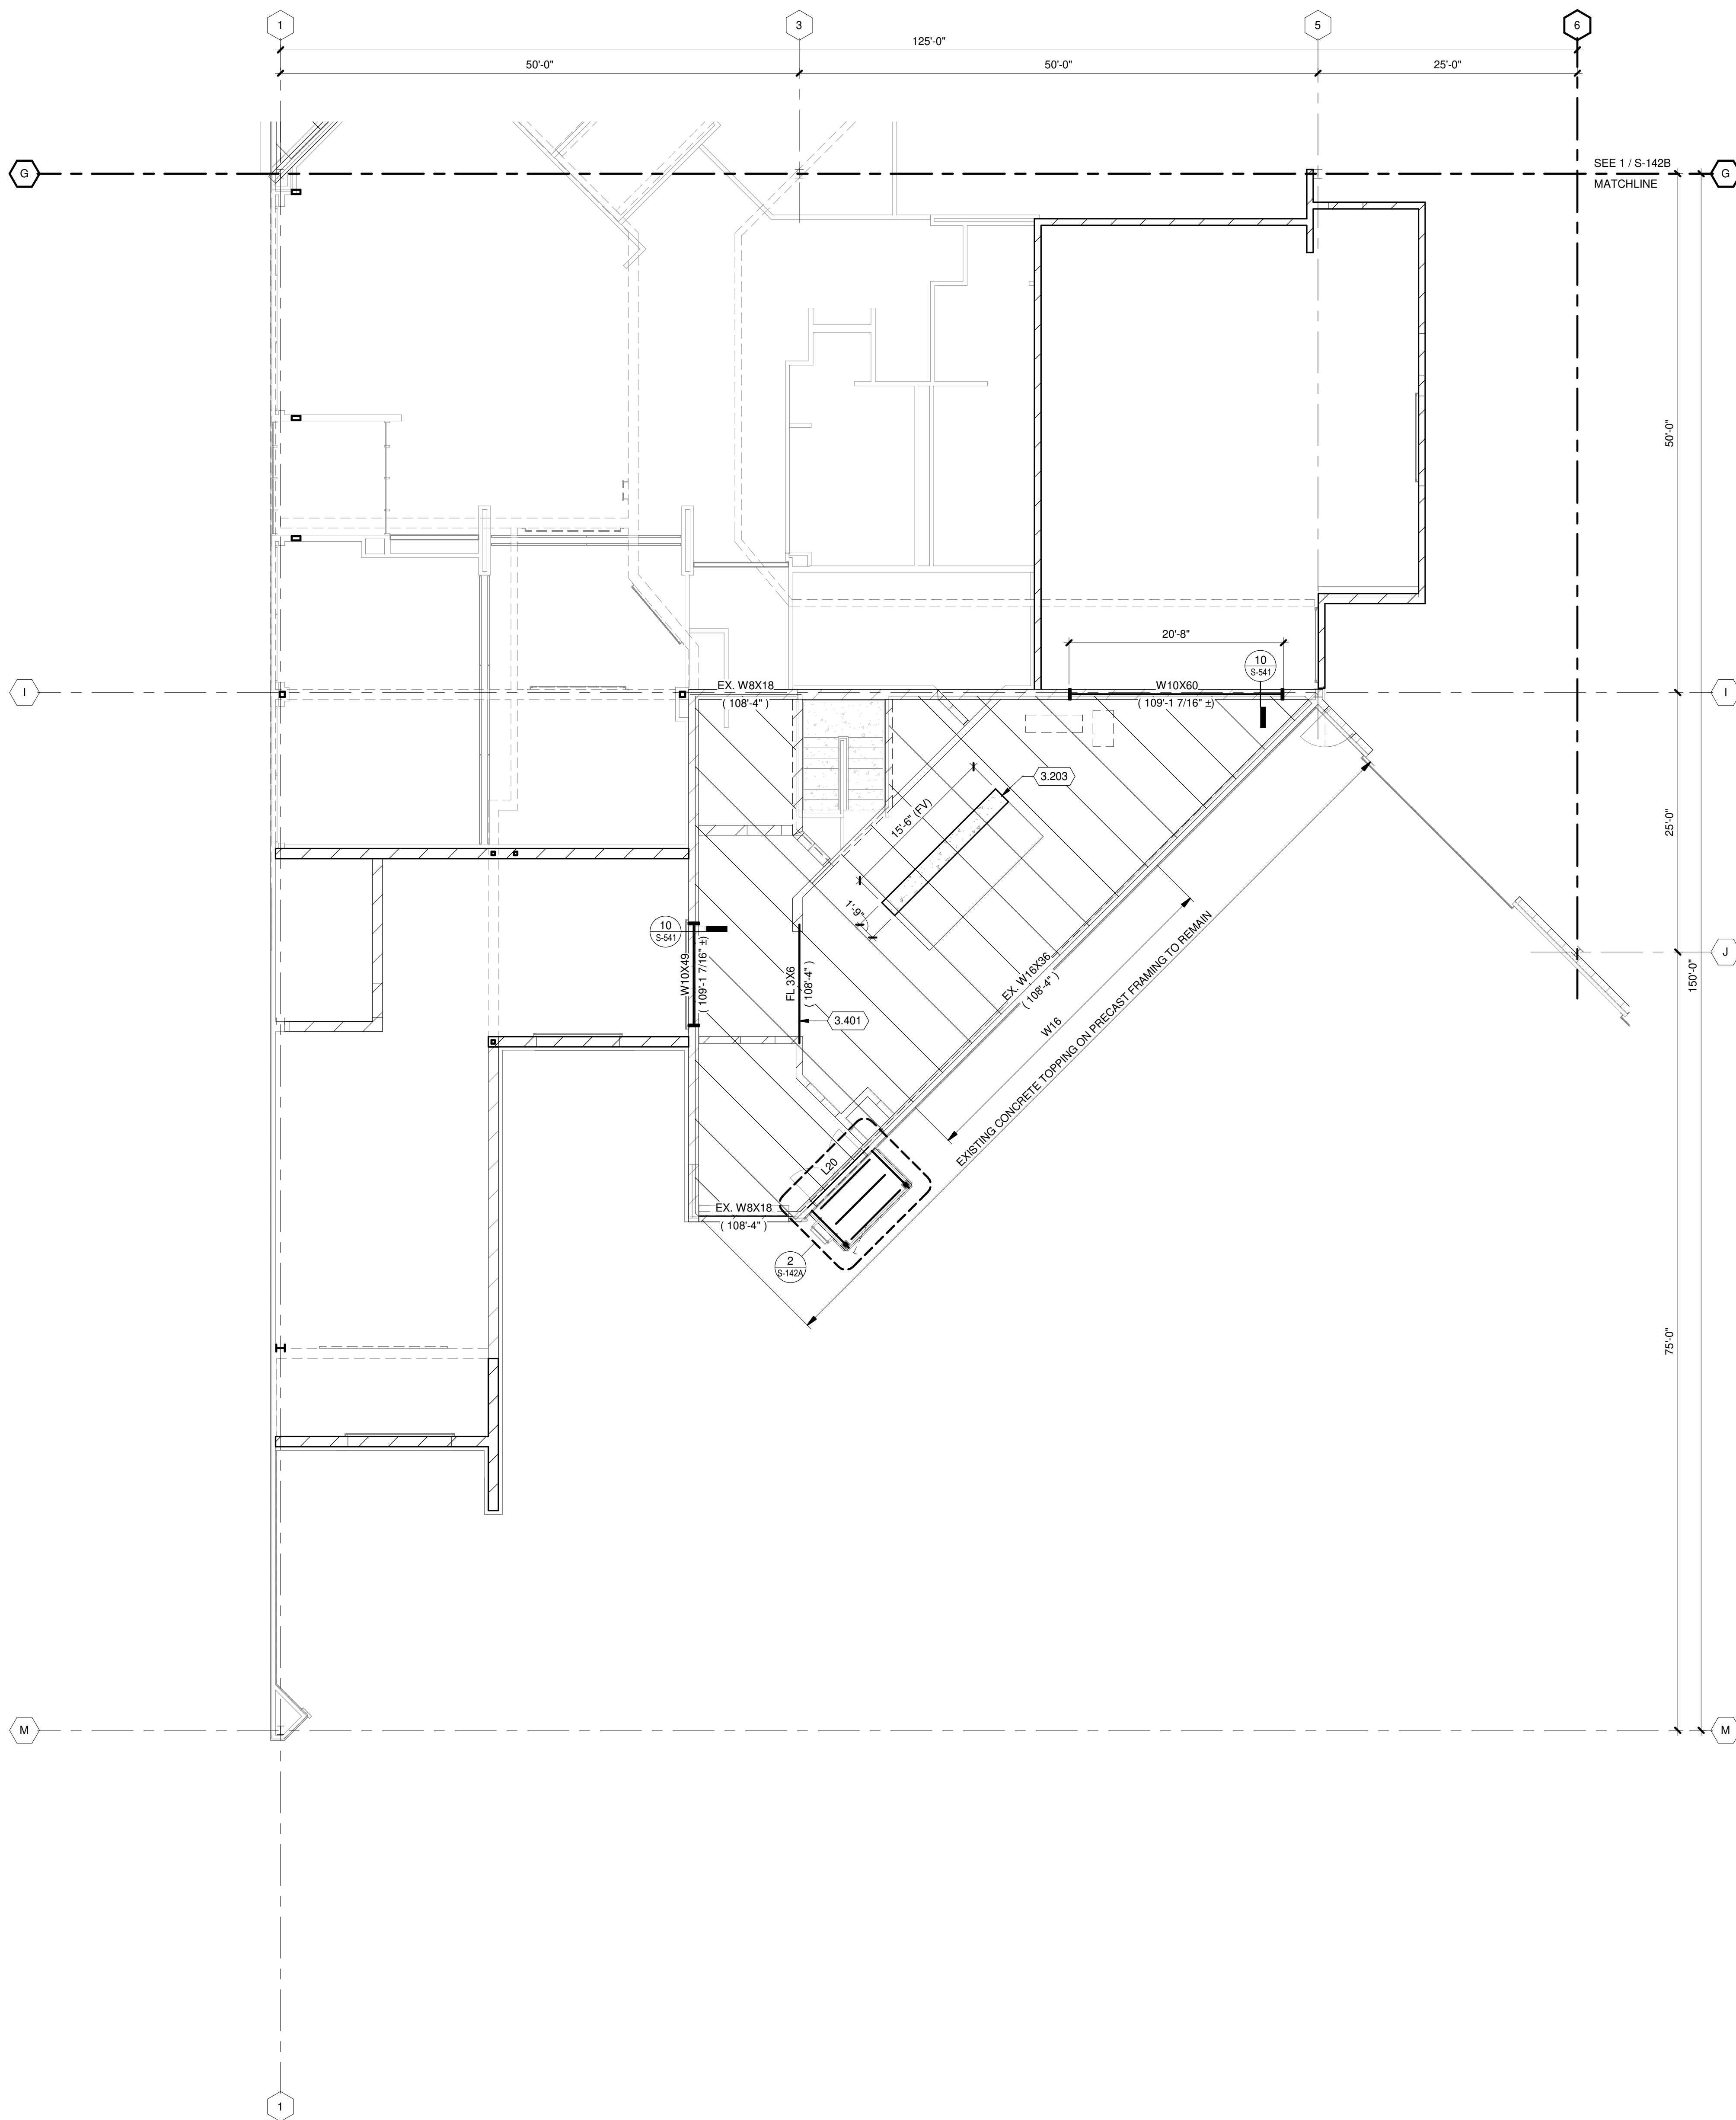 1
3
5
6
125'-0"
50'-0"
50'-0"
25'-0"
G
SEE 1 / S-142B
MATCHLINE
G
50'-0"
20'-8"
10
S-541
I
EX. W8X18
( 108'-4" )
W10X60
( 109'-1 7/16" ±)
I
3.203
15'-6" (FV)
25'-0"
1'-9"
10
S-541
W10X49
( 109'-1 7/16" ±)
FL 3X6
( 108'-4" )
3.401
EX. W16X36
( 108'-4" )
W16
EXISTING CONCRETE TOPPING ON PRECAST FRAMING TO REMAIN
J
150'-0"
L20
EX. W8X18
( 108'-4" )
2
S-142A
75'-0"
M
M
1